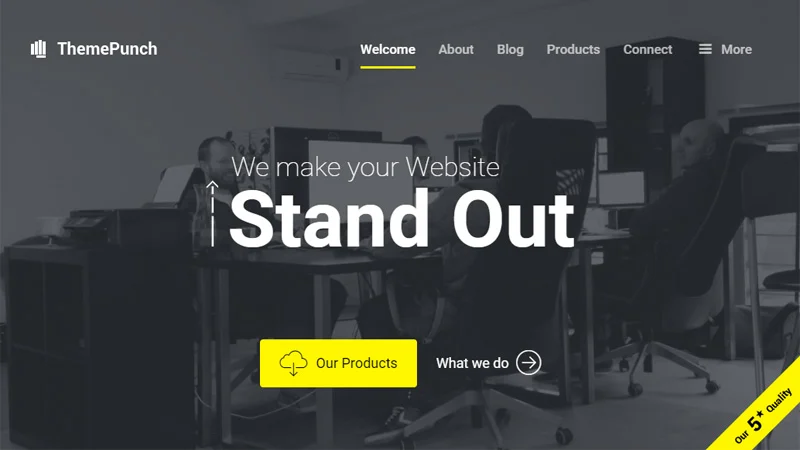 ThemePunch
Welcome
About
Blog
Products
Connect
More
We make your Website
Stand Out
Our Products
What we do
Our 5★ Quality